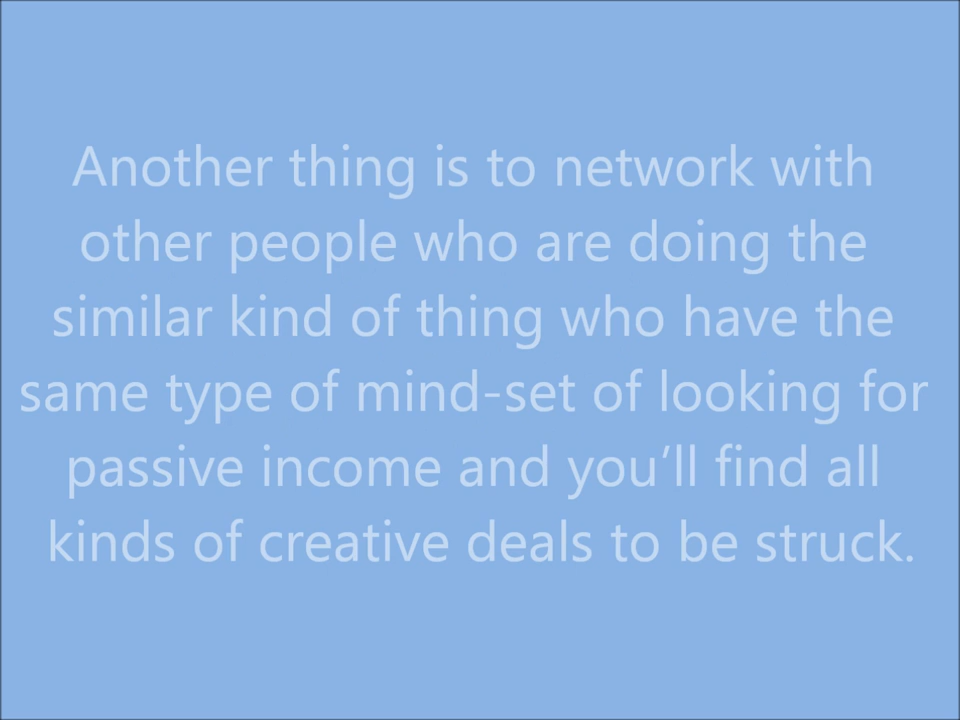 Another thing is to network with
other people who are doing the
similar kind of thing who have the
same type of mind-set of looking for
passive income and you’ll find all
kinds of creative deals to be struck.